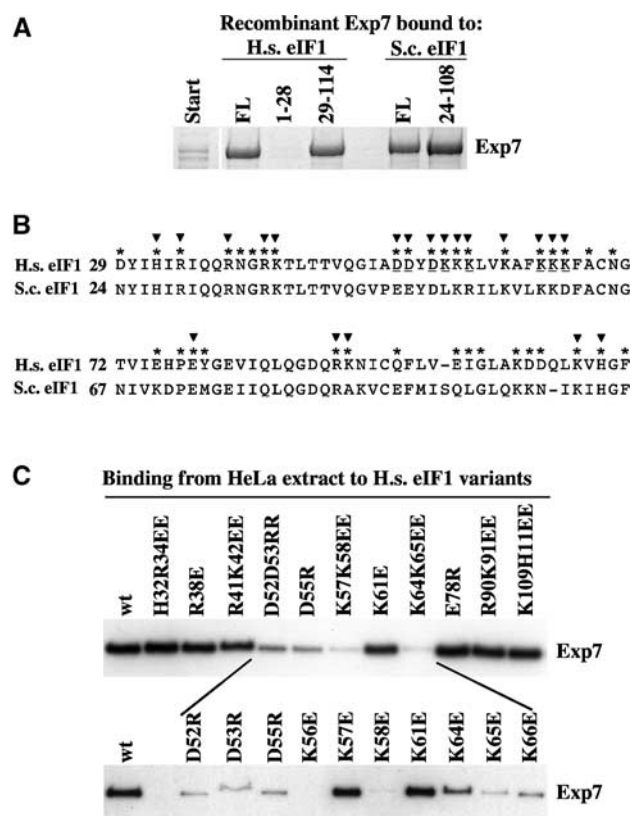 A
Recombinant Exp7 bound to:
H.s. eIF1 S.c. eIF1
Start FL 1-28 29-114 FL 24-108
Exp7
B
H.s. eIF1 29 DYIHIRIQQRNGRKTLTTVQGIADDYDKKKLVKAFKKKFACNG
S.c. eIF1 24 NYIHIRIQQRNGRKTLTTVQGVPEEYDLKRILKVLKKDFACNG
H.s. eIF1 72 TVIEHPEYGEVIQLQGDQRKNICQFLV-EIGLAKDDQLKVHGF
S.c. eIF1 67 NIVKDPEMGEIIQLQGDQRAKVCEFMISQLGLQKKN-IKIHGF
C
Binding from HeLa extract to H.s. eIF1 variants
wt H32R34EE R38E R41K42EE D52D53RR D55R K57K58EE K61E K64K65EE E78R R90K91EE K109H11EE
Exp7
wt D52R D53R D55R K56E K57E K58E K61E K64E K65E K66E
Exp7